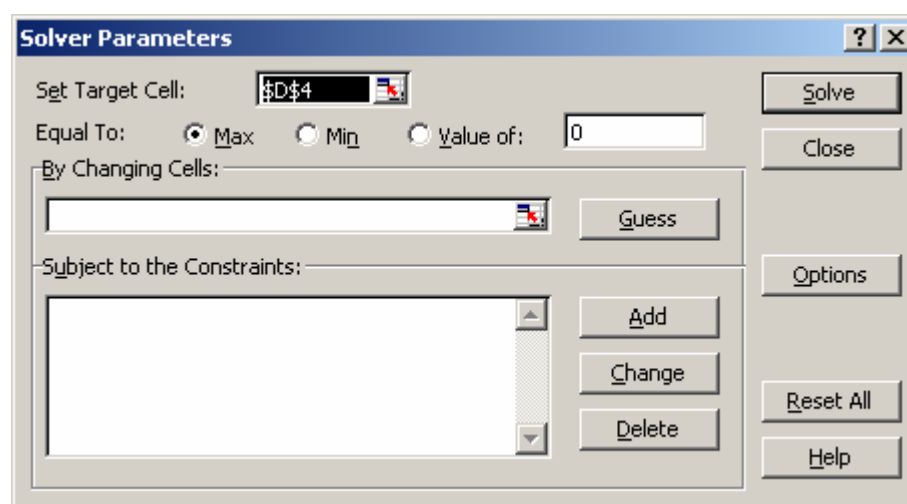 Solver Parameters ? X
Set Target Cell: $D$4 Solve
Equal To: Max Min Value of: 0
Close
By Changing Cells:
Guess
Subject to the Constraints:
Options
Add
Change
Reset All
Delete
Help